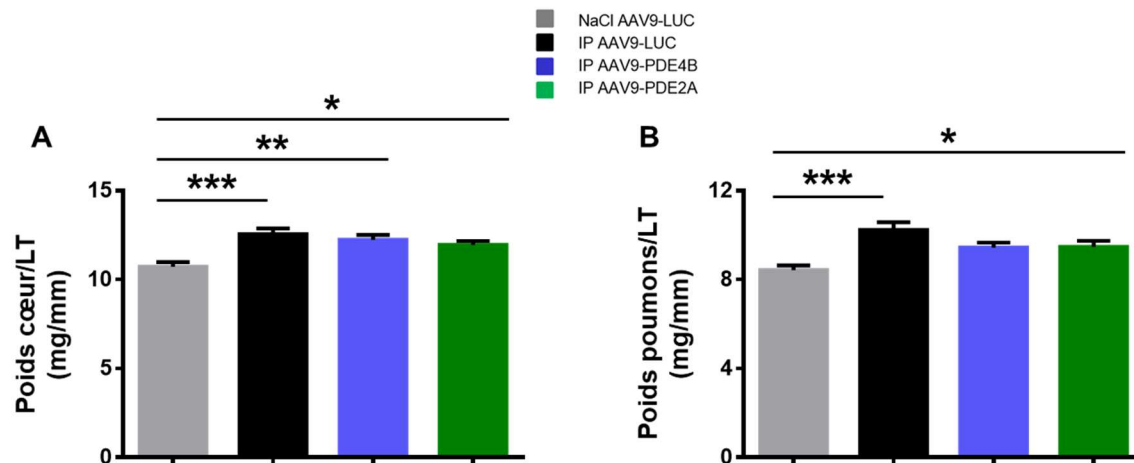 NaCl AAV9-LUC
IP AAV9-LUC
IP AAV9-PDE4B
IP AAV9-PDE2A
A
*
**
***
Poids cœur/LT
(mg/mm)
15
10
5
0
B
*
***
Poids poumons/LT
(mg/mm)
12
8
4
0